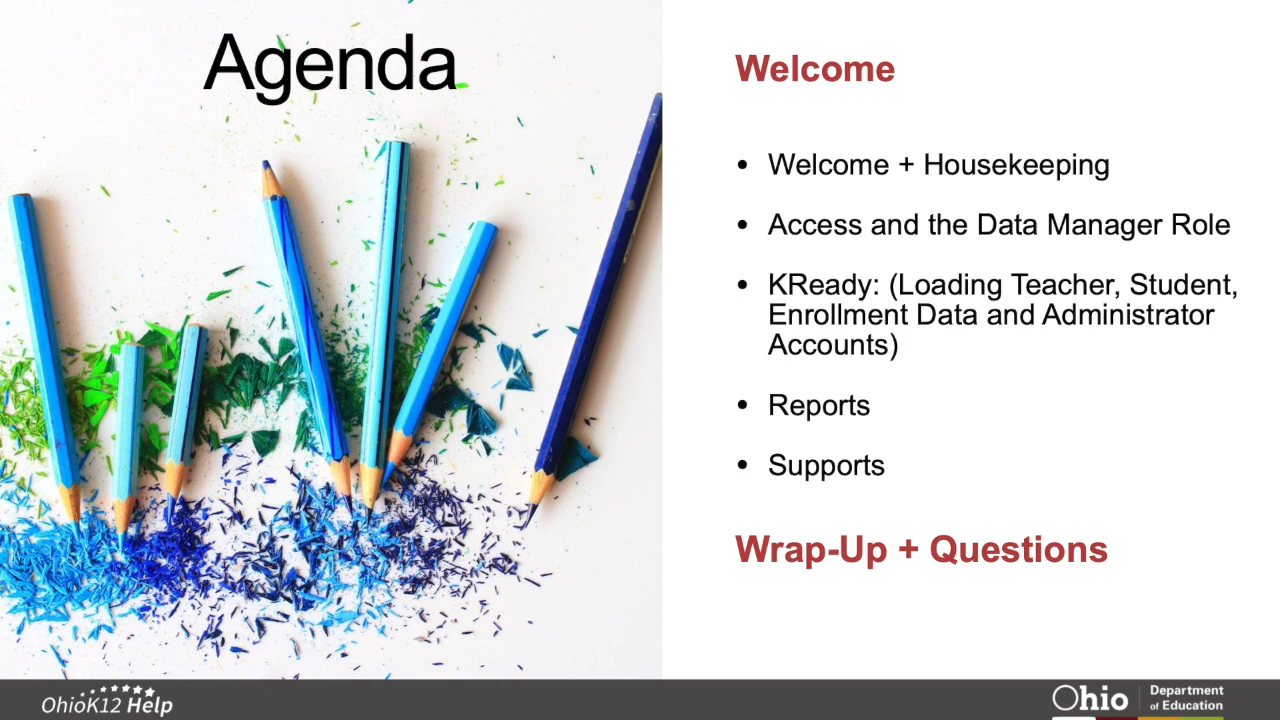 Agenda
Welcome
• Welcome + Housekeeping
• Access and the Data Manager Role
• KReady: (Loading Teacher, Student,
Enrollment Data and Administrator
Accounts)
• Reports
• Supports
Wrap-Up + Questions
OhioK12 Help
Ohio
Department
of Education